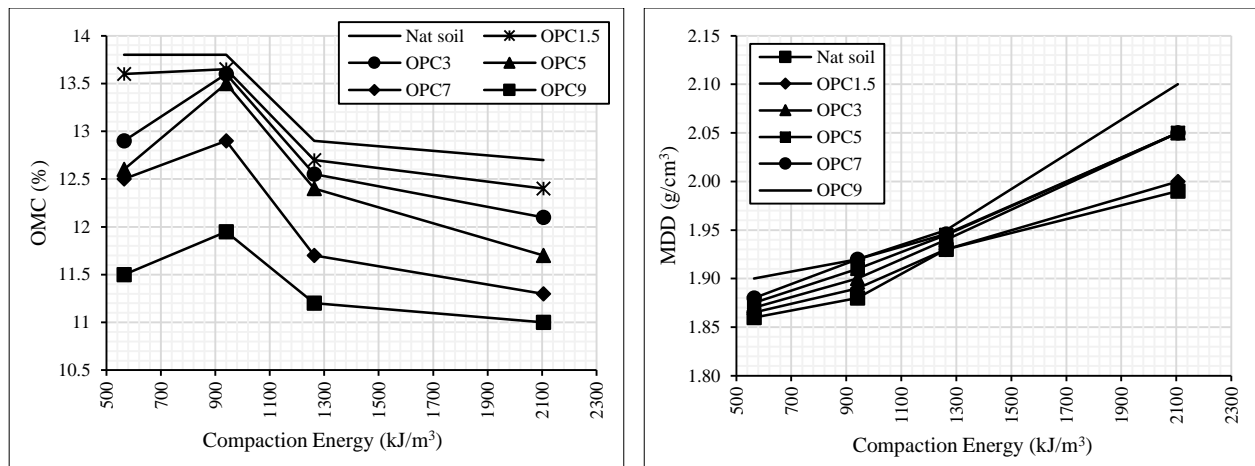 14
13.5
13
12.5
12
11.5
11
10.5
OMC (%)
500
700
900
1100
1300
1500
1700
1900
2100
2300
Compaction Energy (kJ/m³)
Nat soil
OPC1.5
OPC3
OPC5
OPC7
OPC9
2.15
2.10
2.05
2.00
1.95
1.90
1.85
1.80
MDD (g/cm³)
500
700
900
1100
1300
1500
1700
1900
2100
2300
Compaction Energy (kJ/m³)
Nat soil
OPC1.5
OPC3
OPC5
OPC7
OPC9